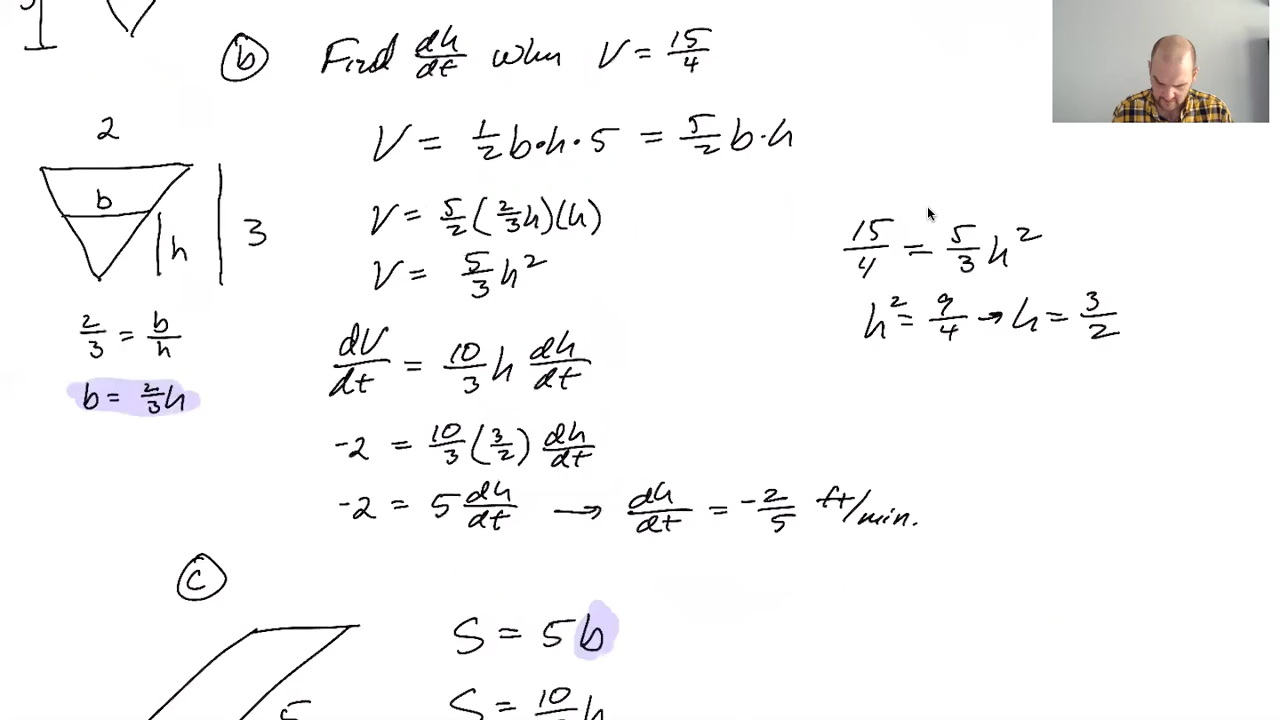 ⓑ Find dh/dt when V = 15/4
2
b
h
3
2/3 = b/h
b = 2/3 h
V = 1/2 b·h·5 = 5/2 b·h
V = 5/2 (2/3 h)(h)
V = 5/3 h²
dV/dt = 10/3 h dh/dt
-2 = 10/3 (3/2) dh/dt
-2 = 5 dh/dt → dh/dt = -2/5 ft/min.
15/4 = 5/3 h²
h² = 9/4 → h = 3/2
ⓒ
5
S = 5b